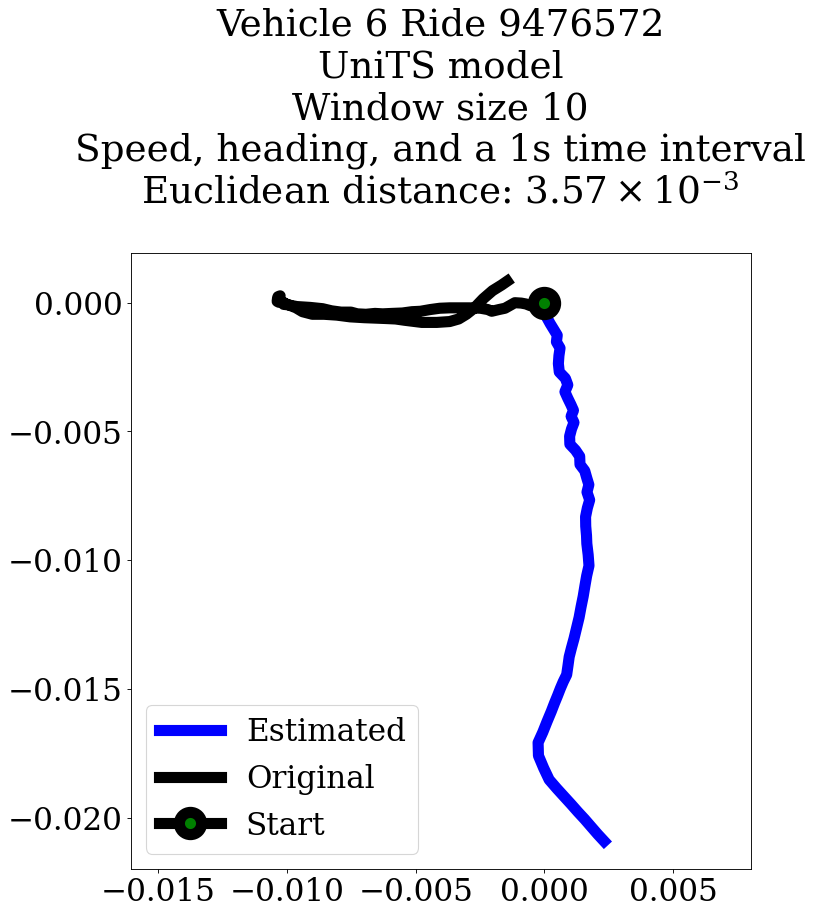 Vehicle 6 Ride 9476572
UniTS model
Window size 10
Speed, heading, and a 1s time interval
Euclidean distance: 3.57 × 10⁻³
0.000
−0.005
−0.010
−0.015
−0.020
Estimated
Original
Start
−0.015 −0.010 −0.005 0.000 0.005